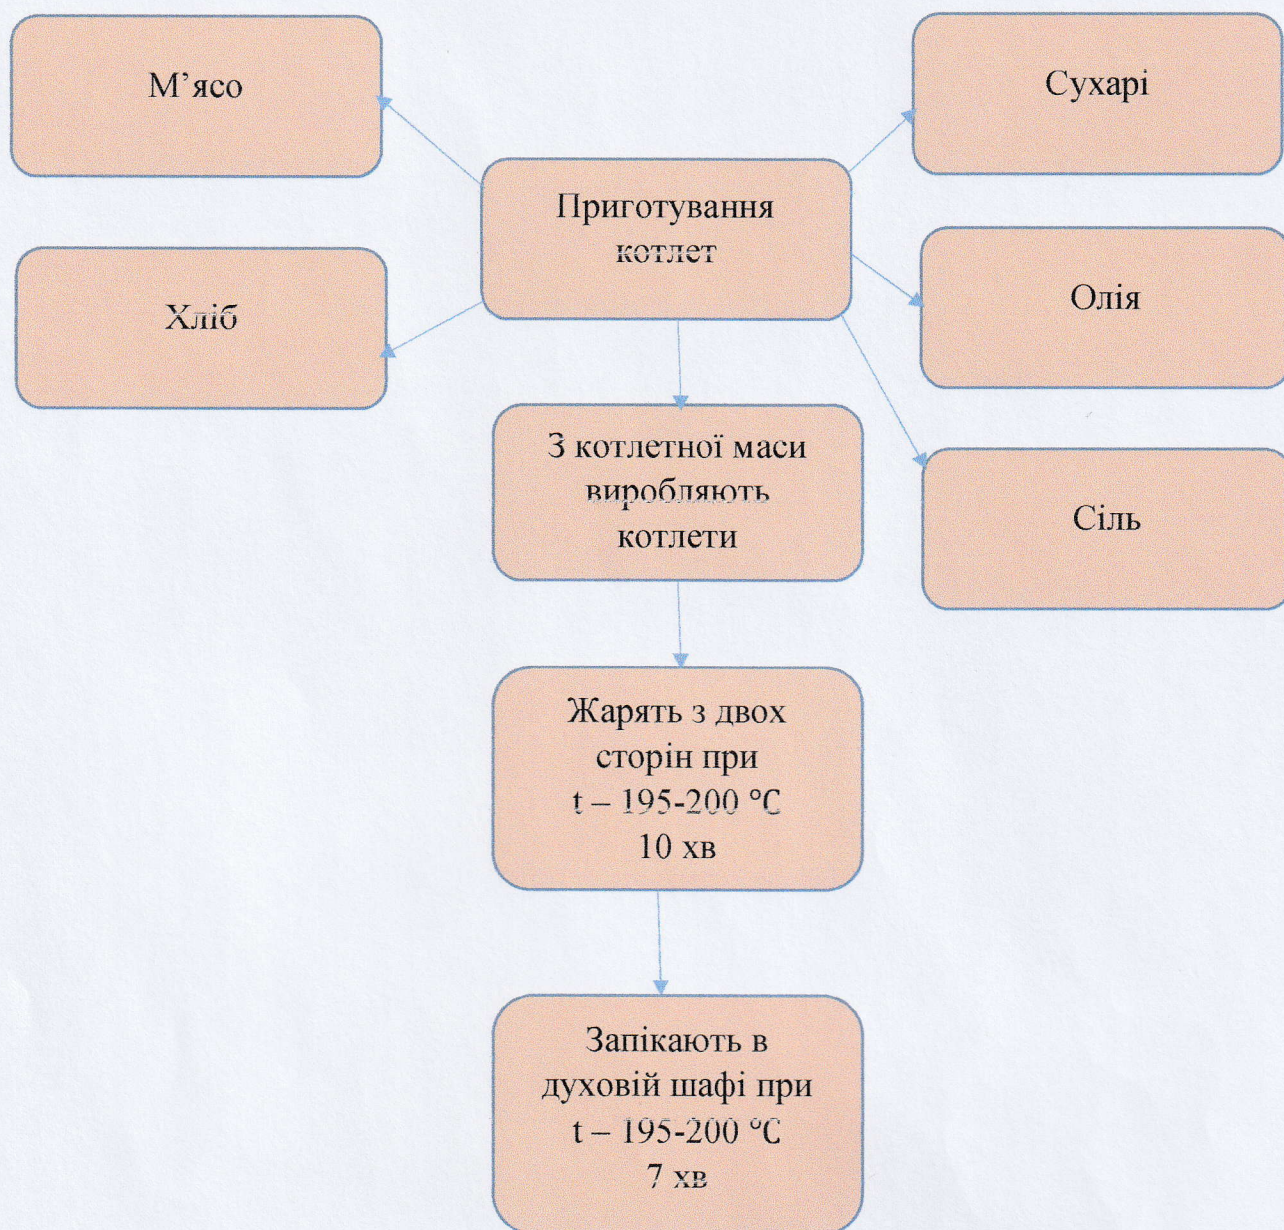 М’ясо
Сухарі
Приготування
котлет
Хліб
Олія
З котлетної маси
виробляють
котлети
Сіль
Жарять з двох
сторін при
t – 195-200 °C
10 хв
Запікають в
духовій шафі при
t – 195-200 °C
7 хв